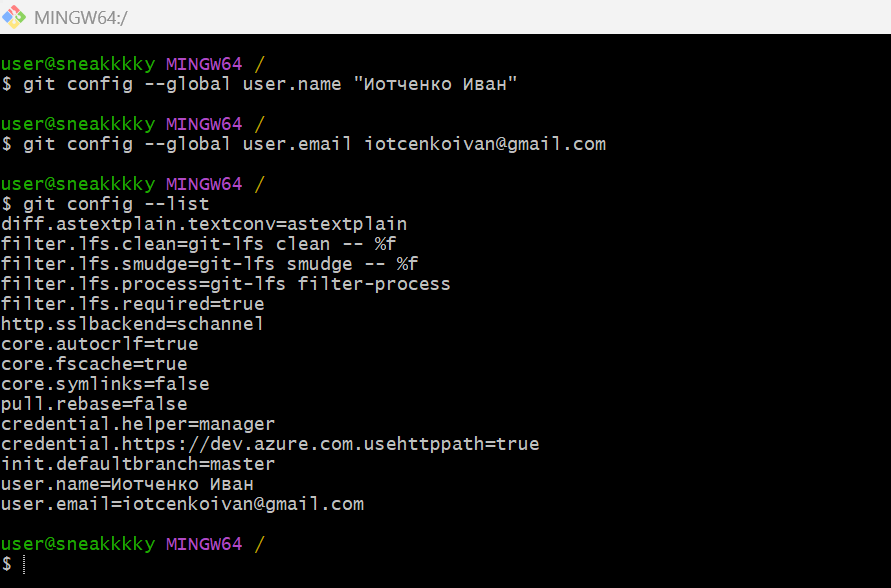 MINGW64:/
user@sneakkkky MINGW64 /
$ git config --global user.name "Иотченко Иван"
user@sneakkkky MINGW64 /
$ git config --global user.email iotcenkoivan@gmail.com
user@sneakkkky MINGW64 /
$ git config --list
diff.astextplain.textconv=astextplain
filter.lfs.clean=git-lfs clean -- %f
filter.lfs.smudge=git-lfs smudge -- %f
filter.lfs.process=git-lfs filter-process
filter.lfs.required=true
http.sslbackend=schannel
core.autocrlf=true
core.fscache=true
core.symlinks=false
pull.rebase=false
credential.helper=manager
credential.https://dev.azure.com.usehttppath=true
init.defaultbranch=master
user.name=Иотченко Иван
user.email=iotcenkoivan@gmail.com
user@sneakkkky MINGW64 /
$